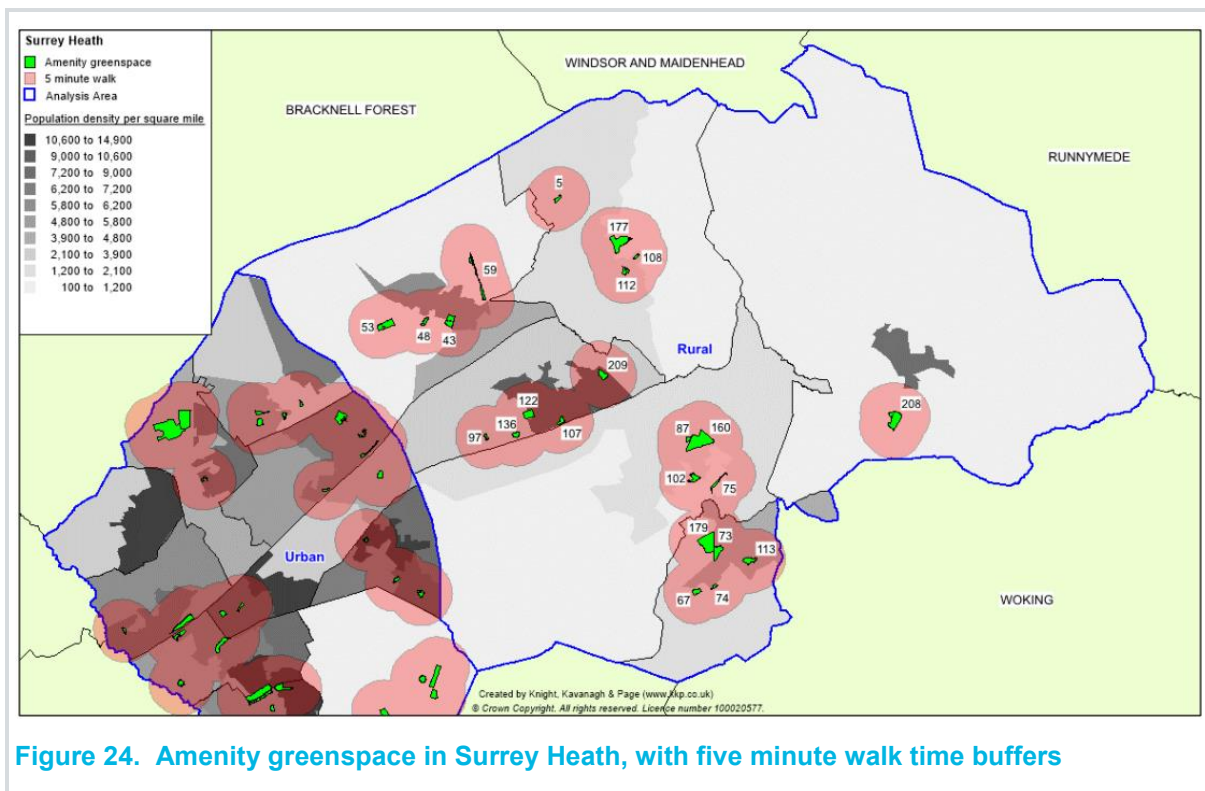 Surrey Heath
Amenity greenspace
5 minute walk
Analysis Area
Population density per square mile
10,600 to 14,900
9,000 to 10,600
7,200 to 9,000
6,200 to 7,200
5,800 to 6,200
4,800 to 5,800
3,900 to 4,800
2,100 to 3,900
1,200 to 2,100
100 to 1,200
WINDSOR AND MAIDENHEAD
BRACKNELL FOREST
RUNNYMEDE
5
177
108
59
112
53
48
43
Rural
209
122
208
87
160
97
136
107
102
75
179
73
113
Urban
67
74
WOKING
Created by Knight, Kavanagh & Page (www.kkp.co.uk)
© Crown Copyright. All rights reserved. Licence number 100020577.
Figure 24. Amenity greenspace in Surrey Heath, with five minute walk time buffers